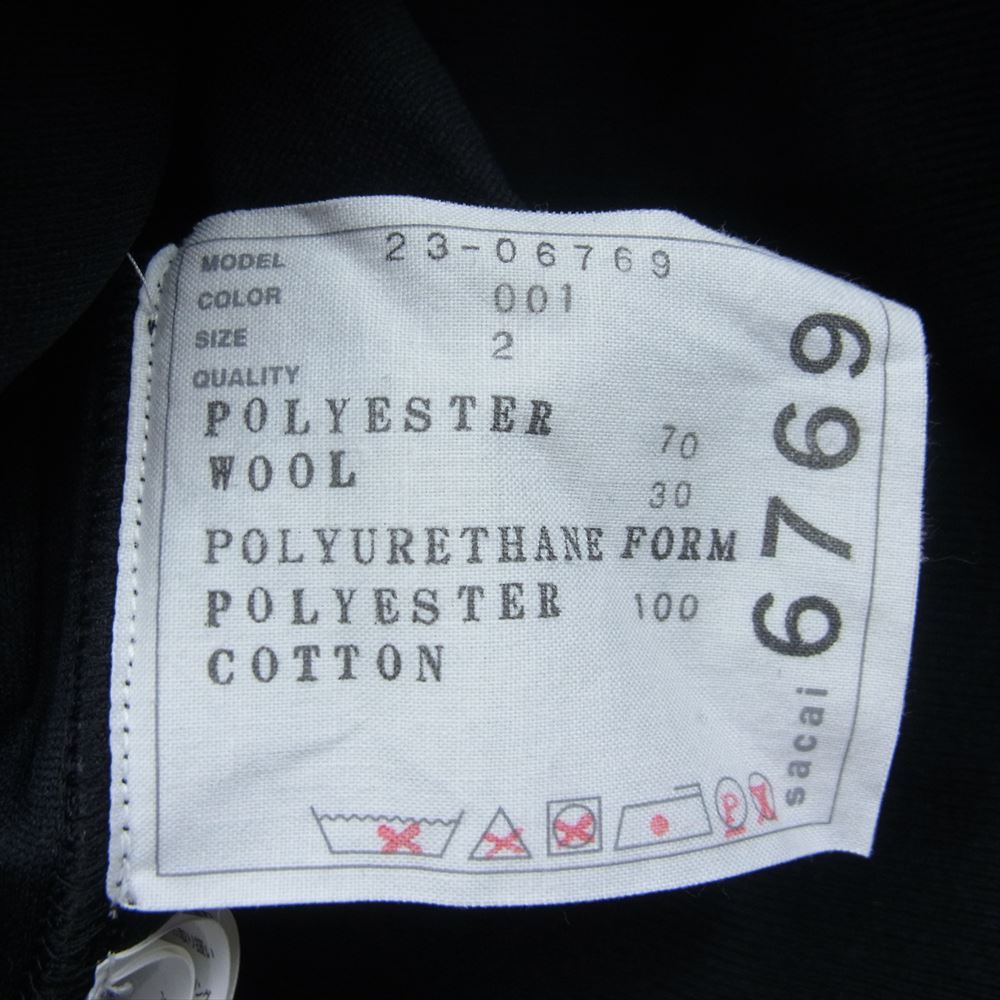 MODEL 23-06769
COLOR 001
SIZE 2
QUALITY
POLYESTER 70
WOOL 30
POLYURETHANE FORM
POLYESTER 100
COTTON
sacai 6769
P